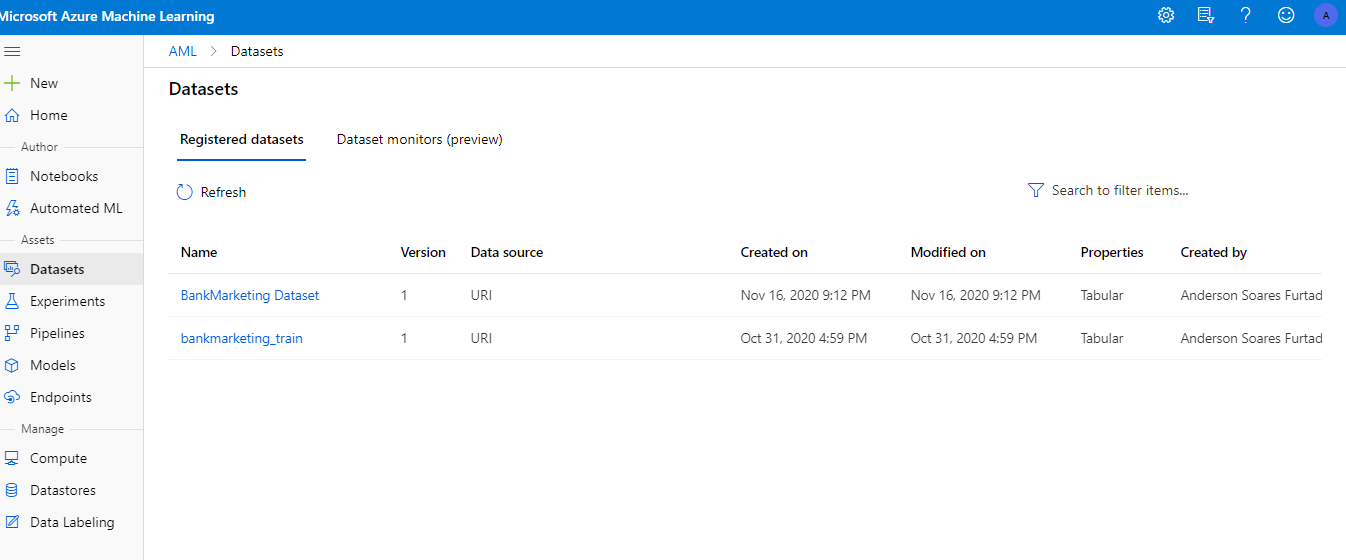 Microsoft Azure Machine Learning
A
AML > Datasets
New
Home
Author
Notebooks
Automated ML
Assets
Datasets
Experiments
Pipelines
Models
Endpoints
Manage
Compute
Datastores
Data Labeling
Datasets
Registered datasets Dataset monitors (preview)
Refresh Search to filter items...
Name Version Data source Created on Modified on Properties Created by
BankMarketing Dataset 1 URI Nov 16, 2020 9:12 PM Nov 16, 2020 9:12 PM Tabular Anderson Soares Furtad
bankmarketing_train 1 URI Oct 31, 2020 4:59 PM Oct 31, 2020 4:59 PM Tabular Anderson Soares Furtad